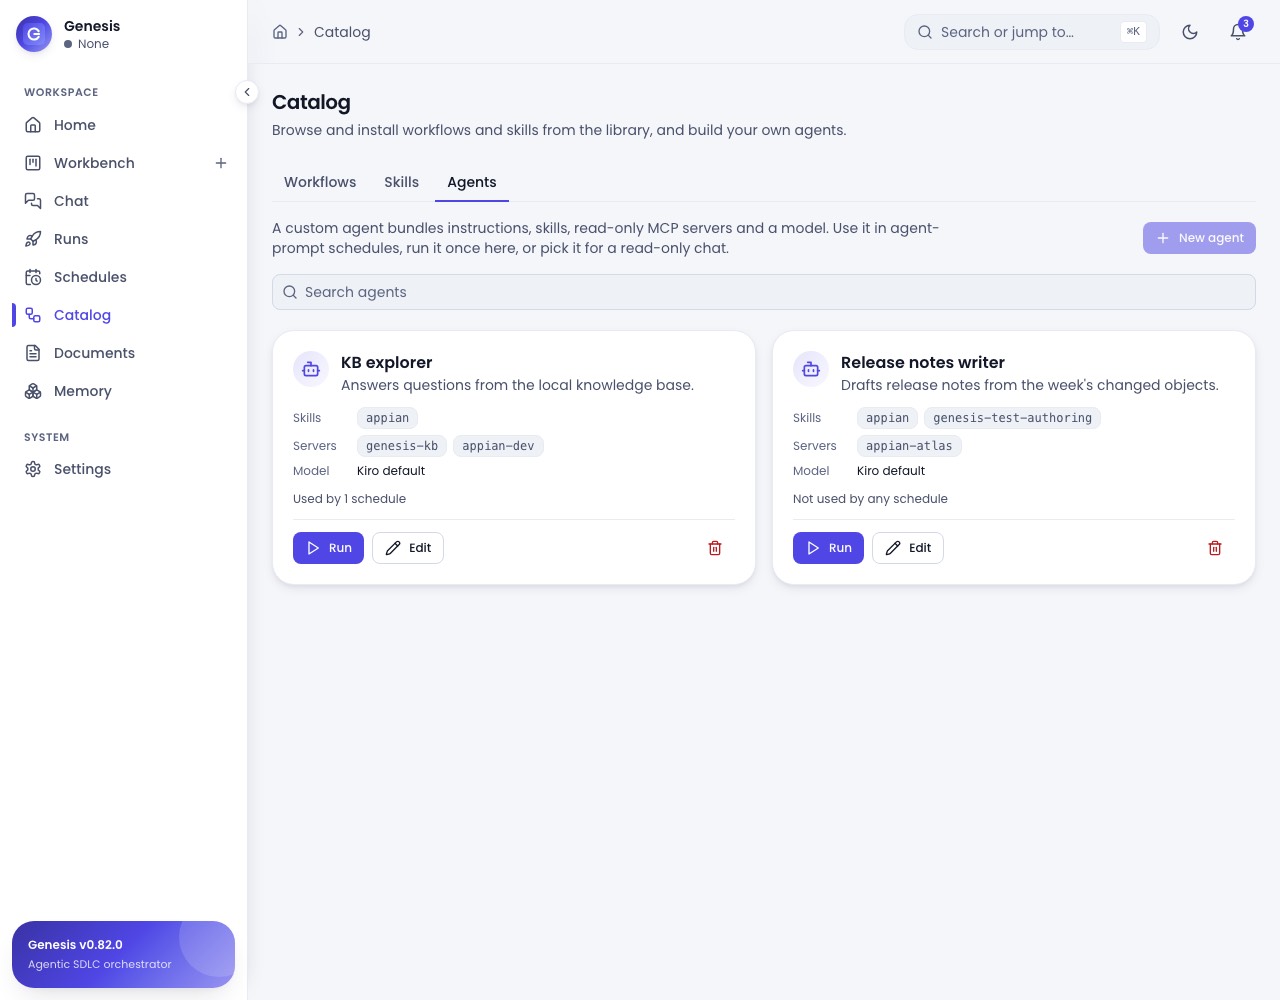 Genesis
None
WORKSPACE
Home
Workbench
Chat
Runs
Schedules
Catalog
Documents
Memory
SYSTEM
Settings
Genesis v0.82.0
Agentic SDLC orchestrator
Catalog
Search or jump to…
⌘K
3
Catalog
Browse and install workflows and skills from the library, and build your own agents.
Workflows
Skills
Agents
A custom agent bundles instructions, skills, read-only MCP servers and a model. Use it in agent-
prompt schedules, run it once here, or pick it for a read-only chat.
New agent
Search agents
KB explorer
Answers questions from the local knowledge base.
Skills appian
Servers genesis-kb appian-dev
Model Kiro default
Used by 1 schedule
Run Edit
Release notes writer
Drafts release notes from the week's changed objects.
Skills appian genesis-test-authoring
Servers appian-atlas
Model Kiro default
Not used by any schedule
Run Edit